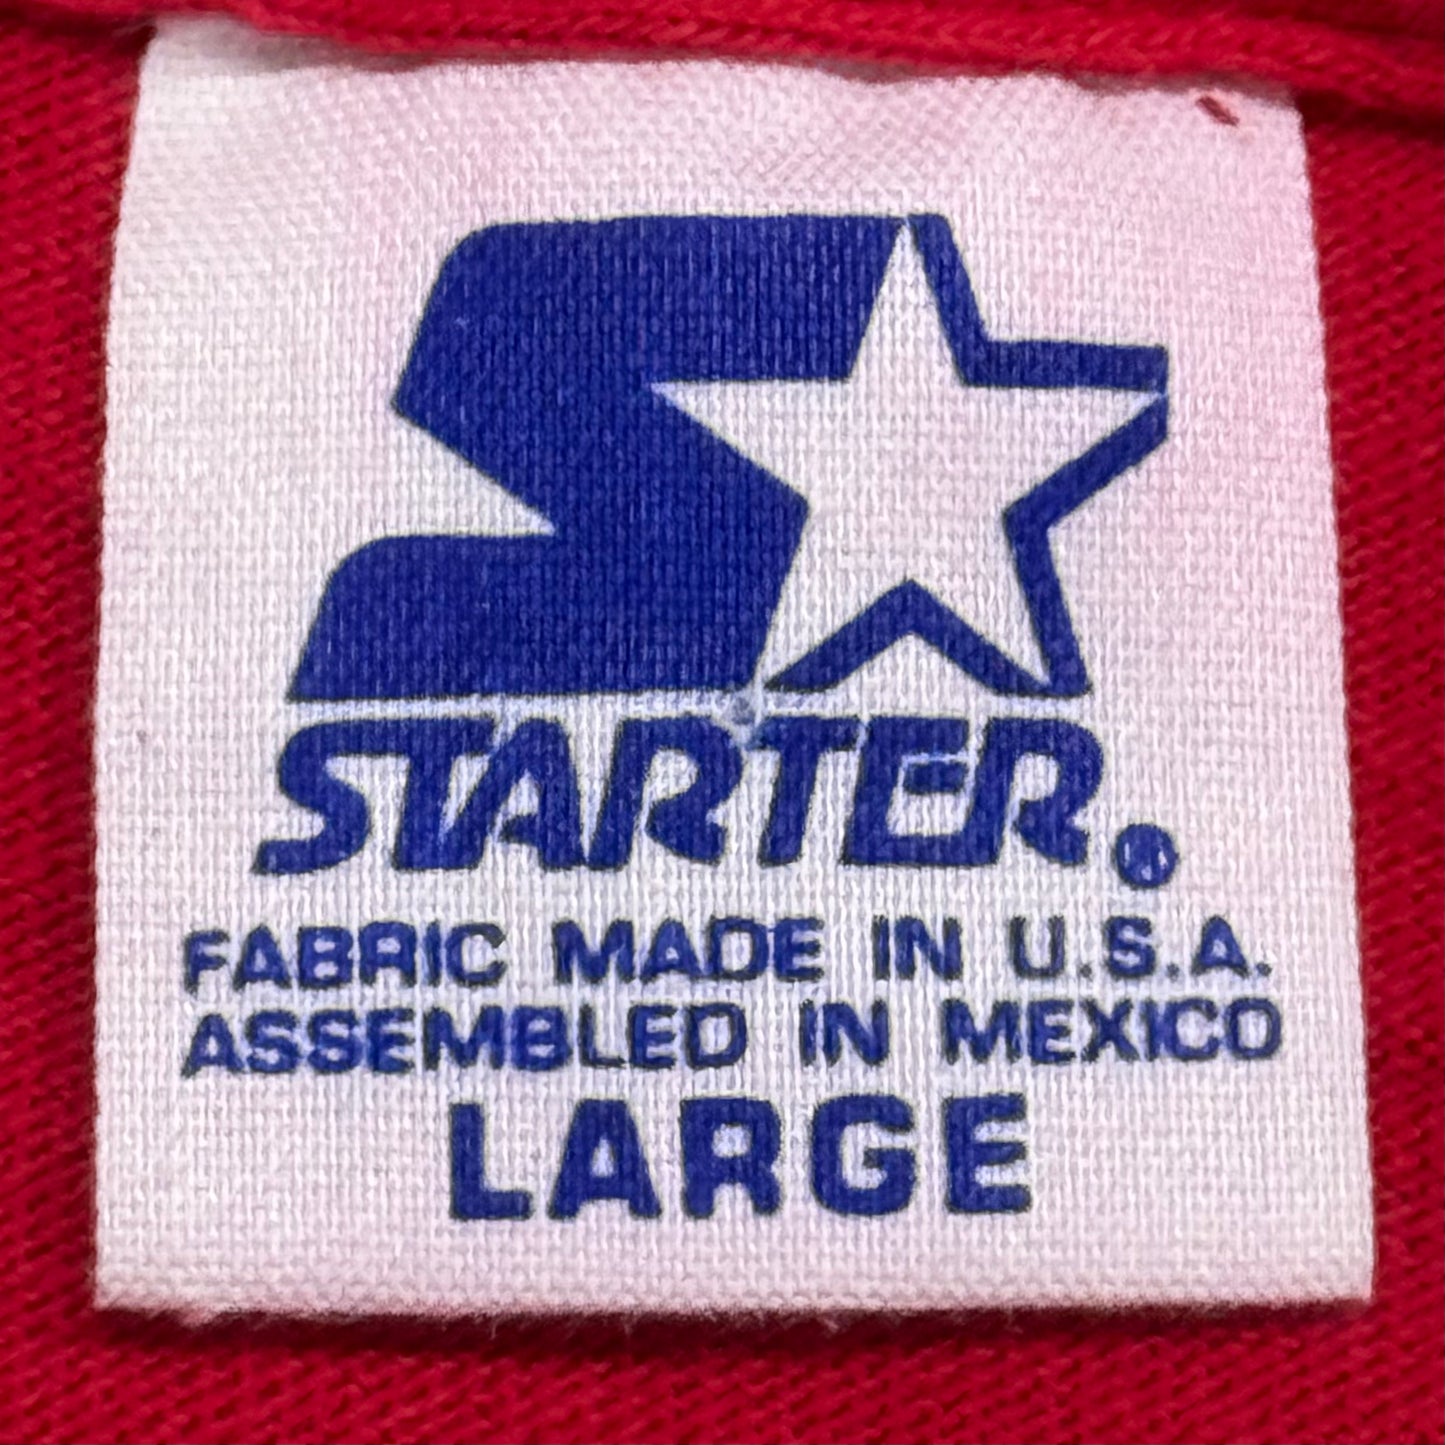 STARTER®
FABRIC MADE IN U.S.A.
ASSEMBLED IN MEXICO
LARGE